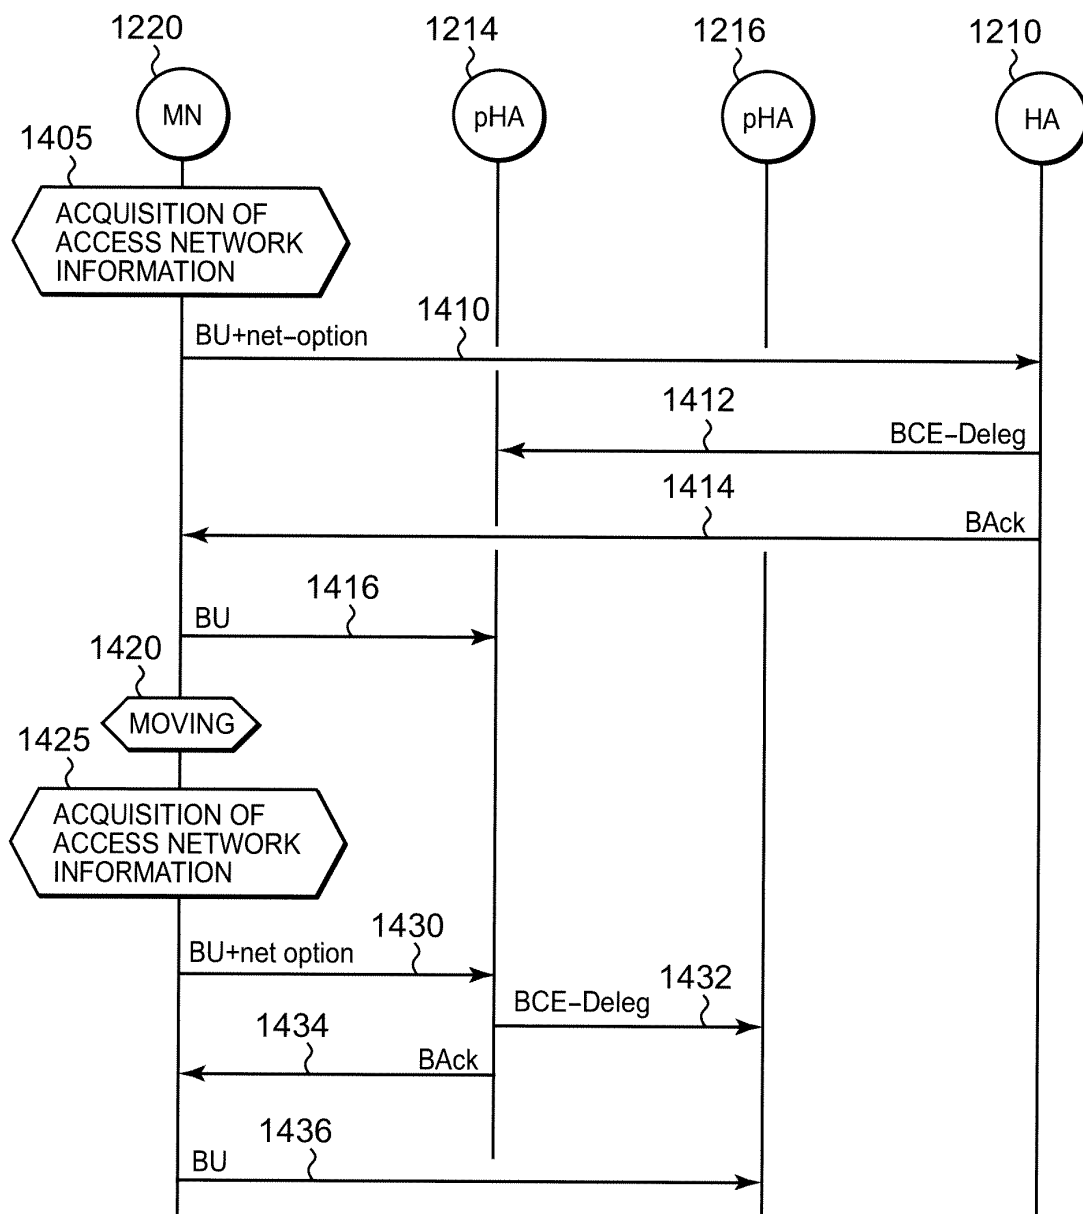 1220
1214
1216
1210
MN
pHA
pHA
HA
1405
ACQUISITION OF
ACCESS NETWORK
INFORMATION
1410
BU+net-option
1412
BCE-Deleg
1414
BAck
1416
BU
1420
MOVING
1425
ACQUISITION OF
ACCESS NETWORK
INFORMATION
1430
BU+net option
1432
BCE-Deleg
1434
BAck
1436
BU